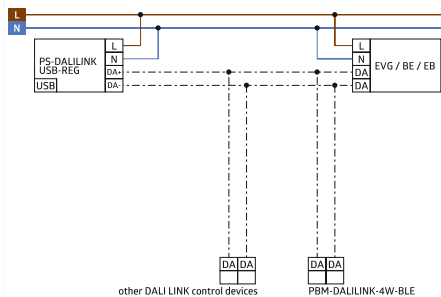 L
N
PS-DALILINK
USB-REG
USB
L
N
DA+
DA-
L
N
DA
DA
EVG / BE / EB
DA DA
DA DA
other DALI LINK control devices
PBM-DALILINK-4W-BLE